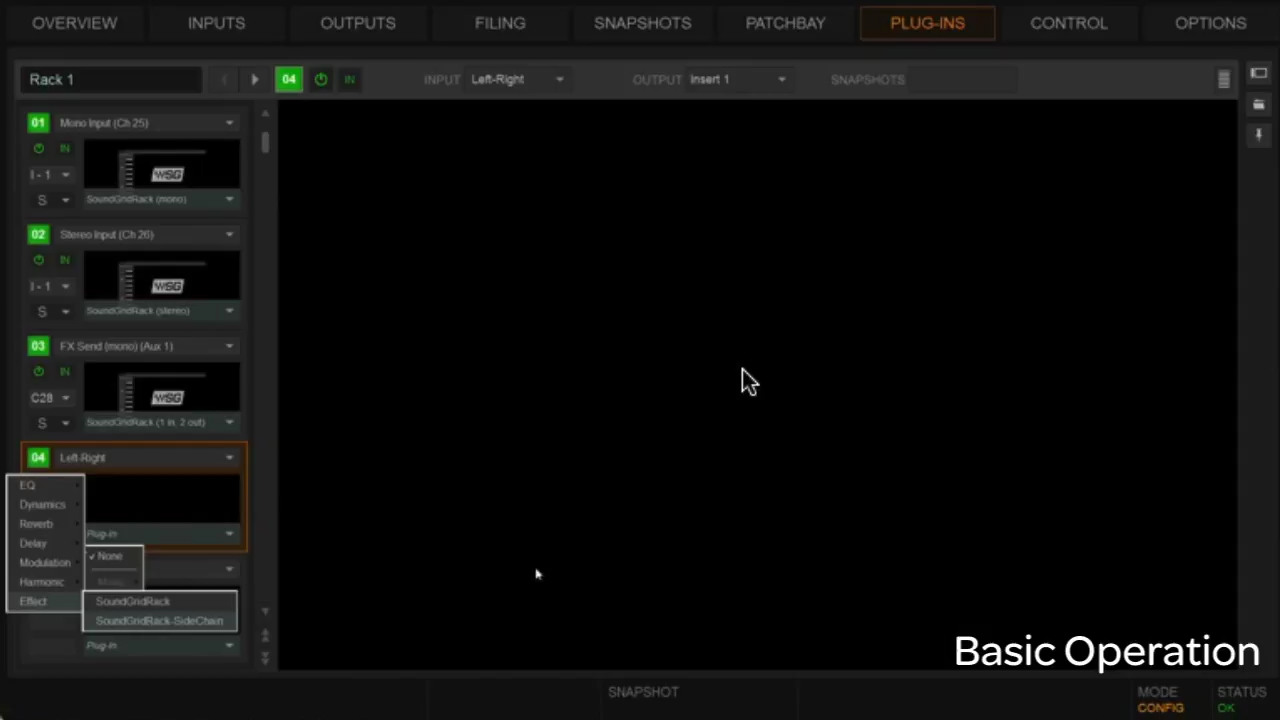 OVERVIEW INPUTS OUTPUTS FILING SNAPSHOTS PATCHBAY PLUG-INS CONTROL OPTIONS
Rack 1 04 IN INPUT Left-Right OUTPUT Insert 1 SNAPSHOTS
01 Mono Input (Ch 25)
IN
I - 1 WSG
S SoundGridRack (mono)
02 Stereo Input (Ch 26)
IN
I - 1 WSG
S SoundGridRack (stereo)
03 FX Send (mono) (Aux 1)
IN
C28 WSG
S SoundGridRack (1 in, 2 out)
04 Left-Right
EQ
Dynamics
Reverb
Delay
Modulation
Harmonic
Effect
Plug-In
None
Mono
SoundGridRack
SoundGridRack-SideChain
Plug-In
Basic Operation
SNAPSHOT MODE STATUS
CONFIG OK